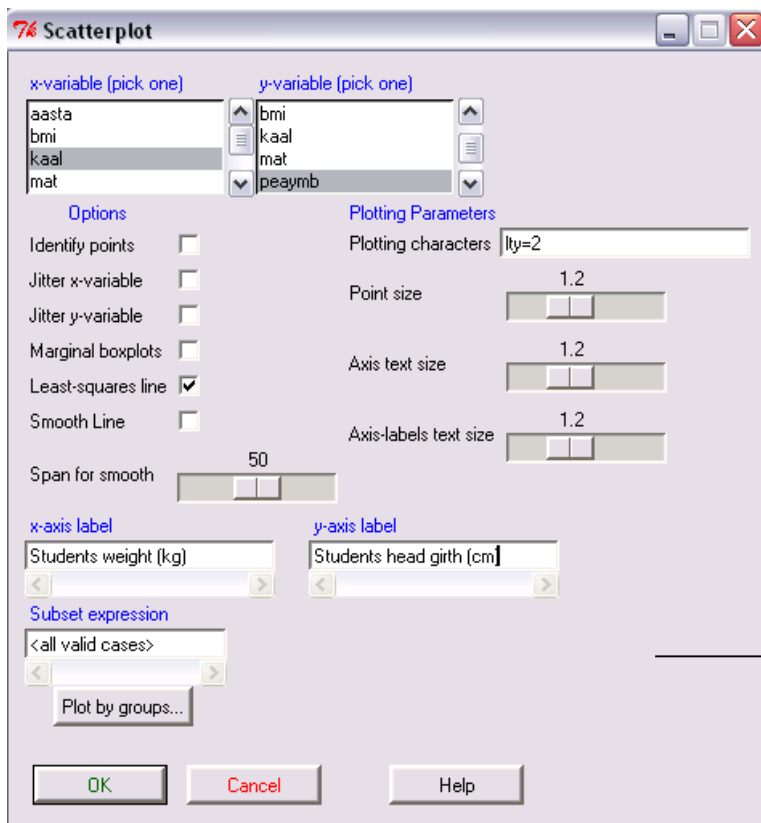 Scatterplot
x-variable (pick one) y-variable (pick one)
aasta bmi
bmi kaal
kaal mat
mat peaymb
Options Plotting Parameters
Identify points Plotting characters lty=2
Jitter x-variable 1.2
Point size
Jitter y-variable
Marginal boxplots 1.2
Axis text size
Least-squares line
Smooth Line 1.2
Axis-labels text size
50
Span for smooth
x-axis label y-axis label
Students weight (kg) Students head girth (cm)
Subset expression
<all valid cases>
Plot by groups...
OK Cancel Help